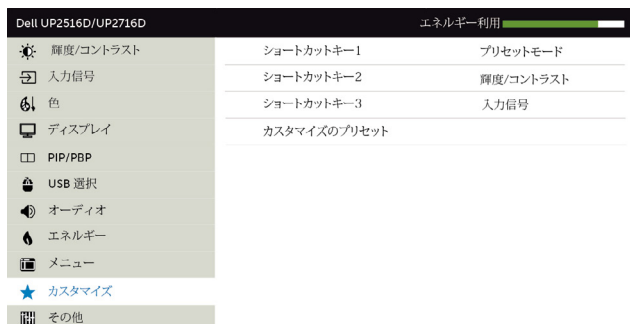 Dell UP2516D/UP2716D エネルギー利用
輝度/コントラスト ショートカットキー1 プリセットモード
入力信号 ショートカットキー2 輝度/コントラスト
色 ショートカットキー3 入力信号
ディスプレイ カスタマイズのプリセット
PIP/PBP
USB 選択
オーディオ
エネルギー
メニュー
カスタマイズ
その他